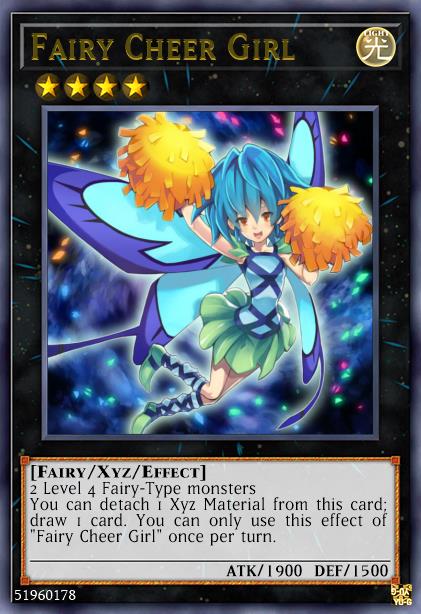 Fairy Cheer Girl
LIGHT
光
[Fairy/Xyz/Effect]
2 Level 4 Fairy-Type monsters
You can detach 1 Xyz Material from this card;
draw 1 card. You can only use this effect of
"Fairy Cheer Girl" once per turn.
ATK/1900 DEF/1500
51960178